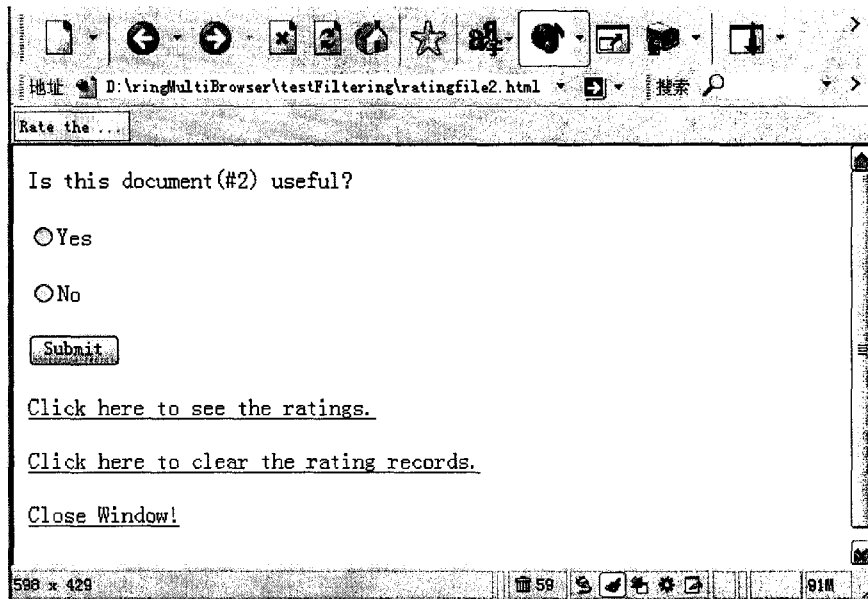 地址 D:\ringMultiBrowser\testFiltering\ratingfile2.html 搜索
Rate the ...
Is this document(#2) useful?
Yes
No
Submit
Click here to see the ratings.
Click here to clear the rating records.
Close Window!
598 x 429 59 91M